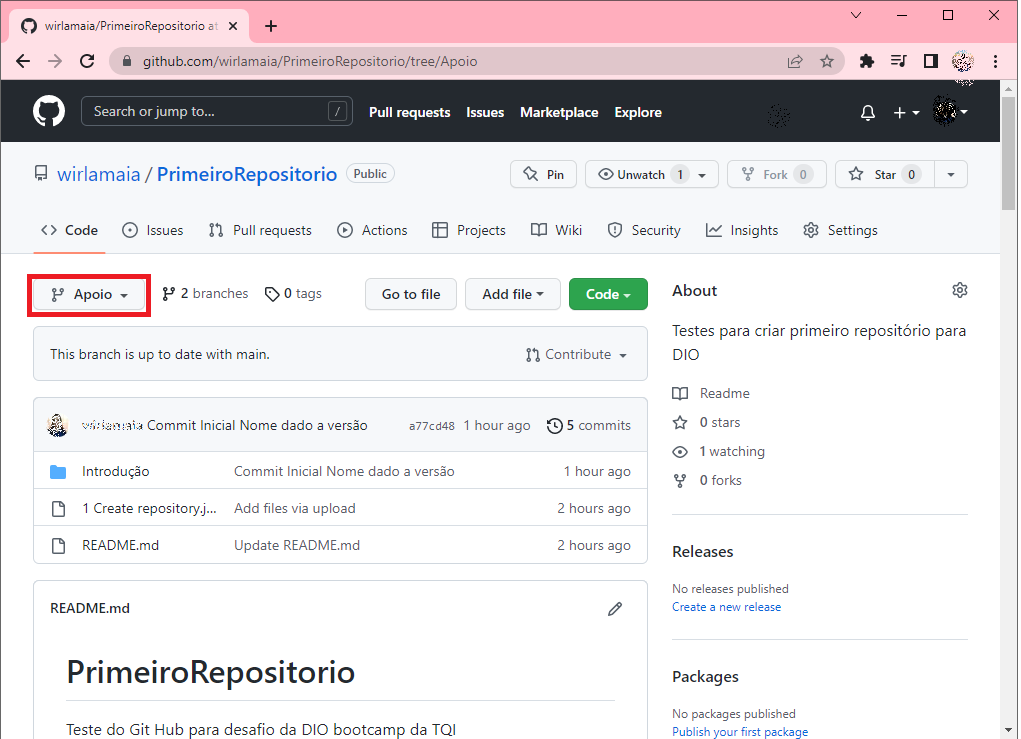 wirlamaia/PrimeiroRepositorio at
github.com/wirlamaia/PrimeiroRepositorio/tree/Apoio
Search or jump to... / Pull requests Issues Marketplace Explore
wirlamaia / PrimeiroRepositorio Public Pin Unwatch 1 Fork 0 Star 0
Code Issues Pull requests Actions Projects Wiki Security Insights Settings
Apoio 2 branches 0 tags Go to file Add file Code
This branch is up to date with main. Contribute
wirlamaia Commit Inicial Nome dado a versão a77cd48 1 hour ago 5 commits
Introdução Commit Inicial Nome dado a versão 1 hour ago
1 Create repository.j... Add files via upload 2 hours ago
README.md Update README.md 2 hours ago
README.md
PrimeiroRepositorio
Teste do Git Hub para desafio da DIO bootcamp da TQI
About
Testes para criar primeiro repositório para
DIO
Readme
0 stars
1 watching
0 forks
Releases
No releases published
Create a new release
Packages
No packages published
Publish your first package